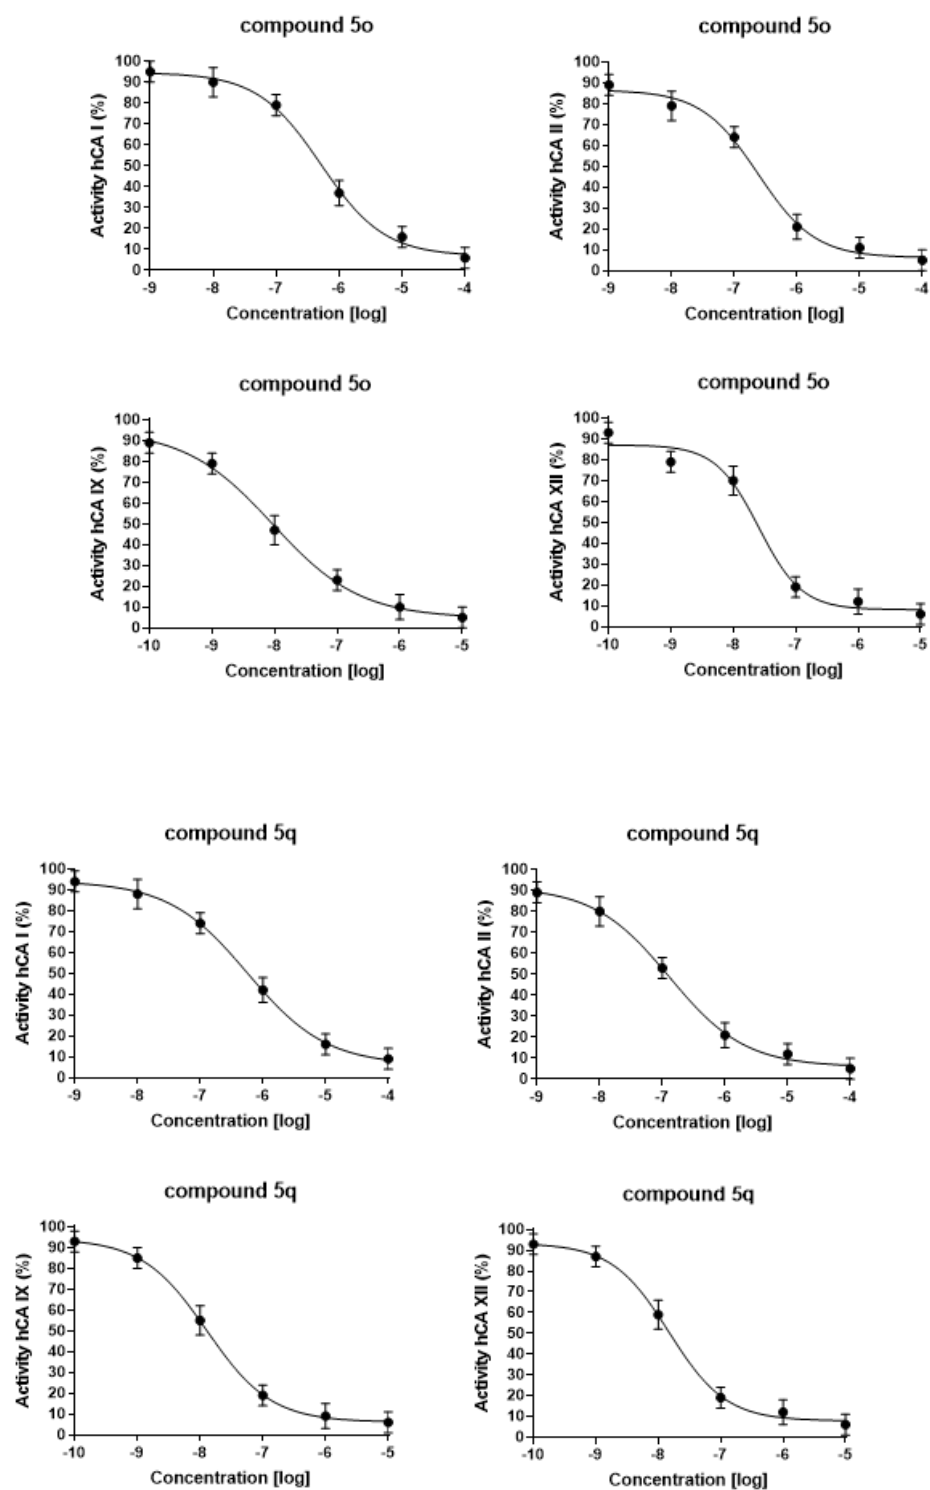 compound 5o
Activity hCA I (%)
100
90
80
70
60
50
40
30
20
10
0
-9 -8 -7 -6 -5 -4
Concentration [log]
compound 5o
Activity hCA II (%)
100
90
80
70
60
50
40
30
20
10
0
-9 -8 -7 -6 -5 -4
Concentration [log]
compound 5o
Activity hCA IX (%)
100
90
80
70
60
50
40
30
20
10
0
-10 -9 -8 -7 -6 -5
Concentration [log]
compound 5o
Activity hCA XII (%)
100
90
80
70
60
50
40
30
20
10
0
-10 -9 -8 -7 -6 -5
Concentration [log]
compound 5q
Activity hCA I (%)
100
90
80
70
60
50
40
30
20
10
0
-9 -8 -7 -6 -5 -4
Concentration [log]
compound 5q
Activity hCA II (%)
100
90
80
70
60
50
40
30
20
10
0
-9 -8 -7 -6 -5 -4
Concentration [log]
compound 5q
Activity hCA IX (%)
100
90
80
70
60
50
40
30
20
10
0
-10 -9 -8 -7 -6 -5
Concentration [log]
compound 5q
Activity hCA XII (%)
100
90
80
70
60
50
40
30
20
10
0
-10 -9 -8 -7 -6 -5
Concentration [log]